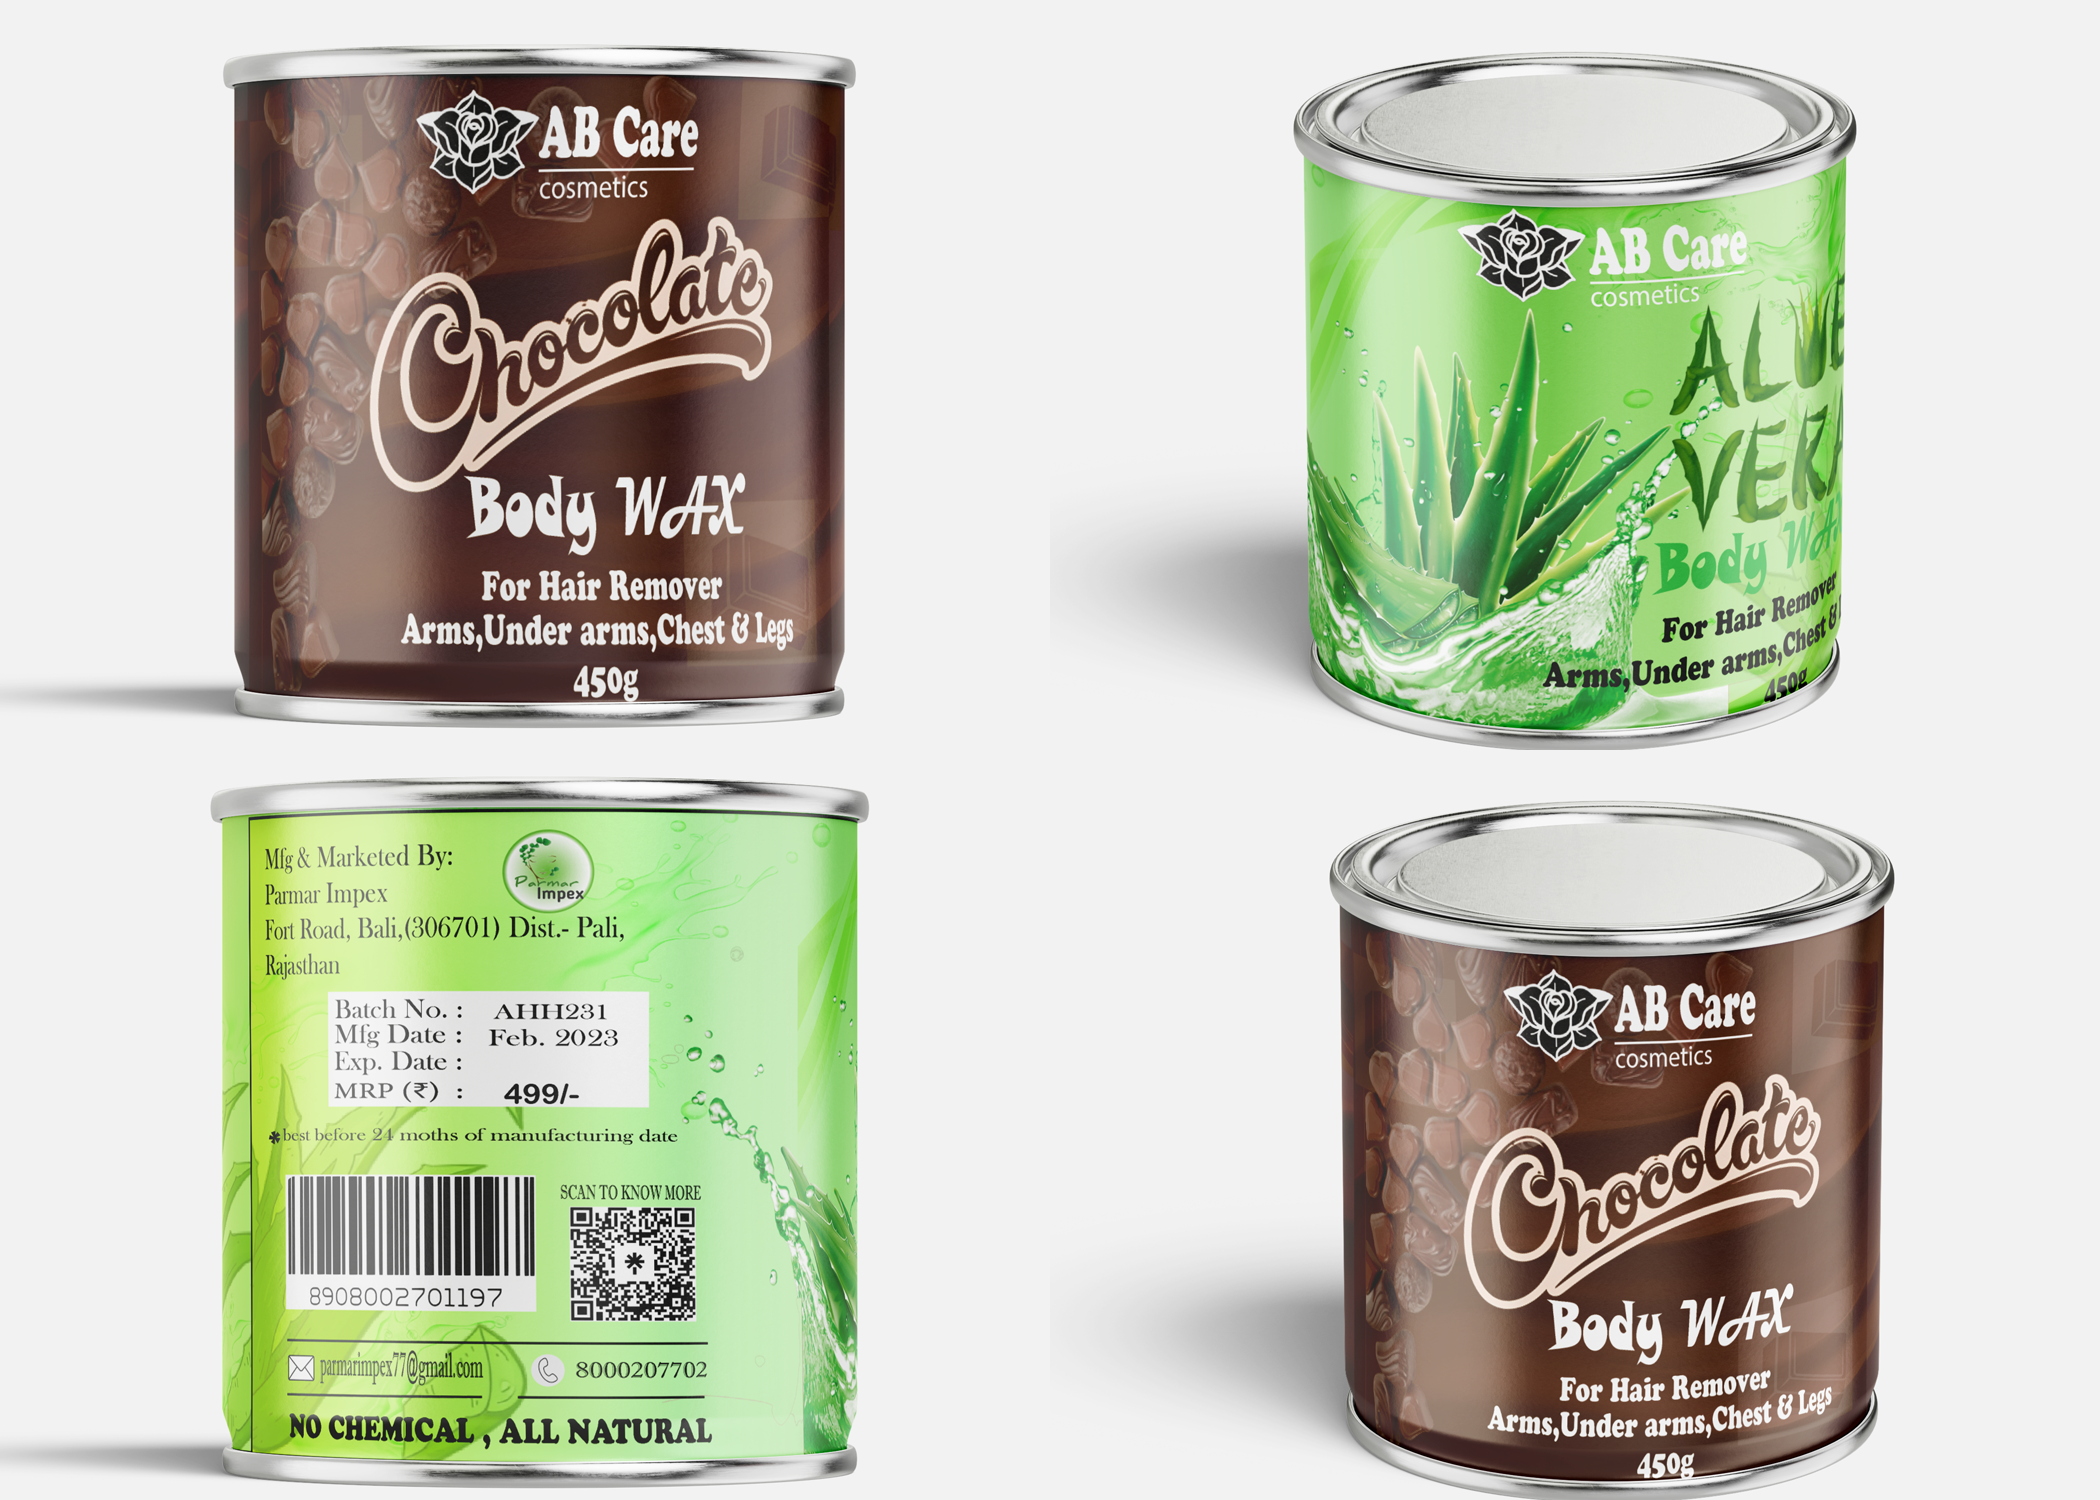 AB Care
cosmetics
Chocolate
Body WAX
For Hair Remover
Arms,Under arms,Chest & Legs
450g
AB Care
cosmetics
ALOE
VERA
Body WAX
For Hair Remover
Arms,Under arms,Chest &
450g
Mfg & Marketed By:
Parmar Impex
Parmar Impex
Fort Road, Bali,(306701) Dist.- Pali,
Rajasthan
Batch No. : AHH231
Mfg Date : Feb. 2023
Exp. Date :
MRP (₹) : 499/-
*best before 24 moths of manufacturing date
SCAN TO KNOW MORE
8908002701197
parmarimpex77@gmail.com 8000207702
NO CHEMICAL , ALL NATURAL
AB Care
cosmetics
Chocolate
Body WAX
For Hair Remover
Arms,Under arms,Chest & Legs
450g